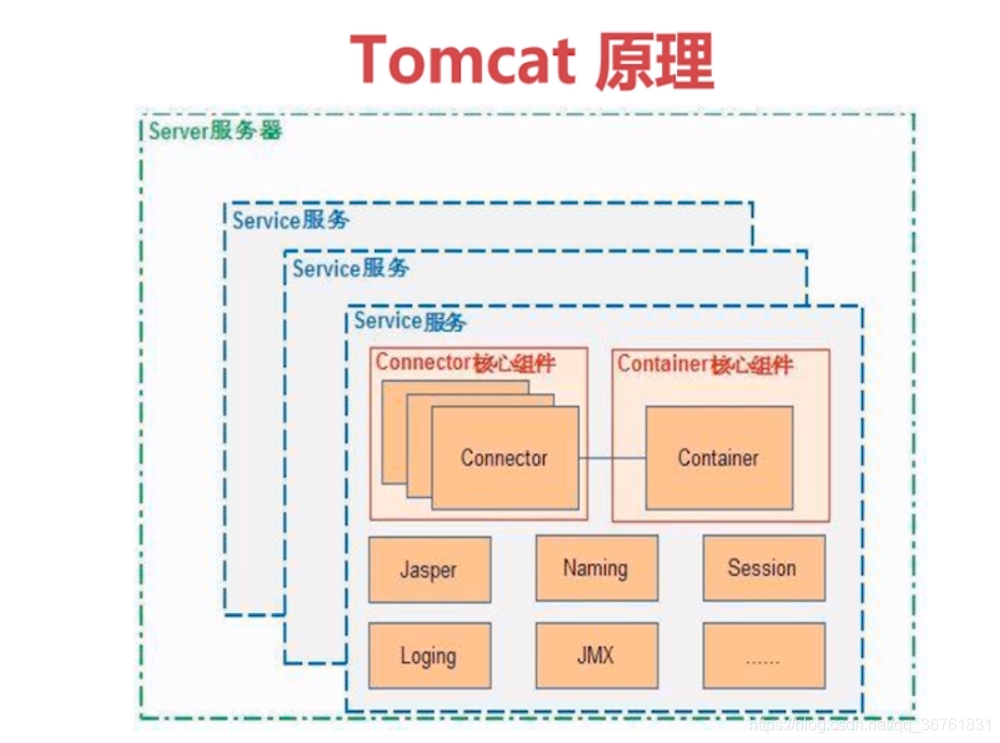 Tomcat 原理
Server服务器
Service服务
Service服务
Service服务
Connector核心组件
Container核心组件
Connector
Container
Jasper
Naming
Session
Loging
JMX
......
https://blog.csdn.net/qq_36761831